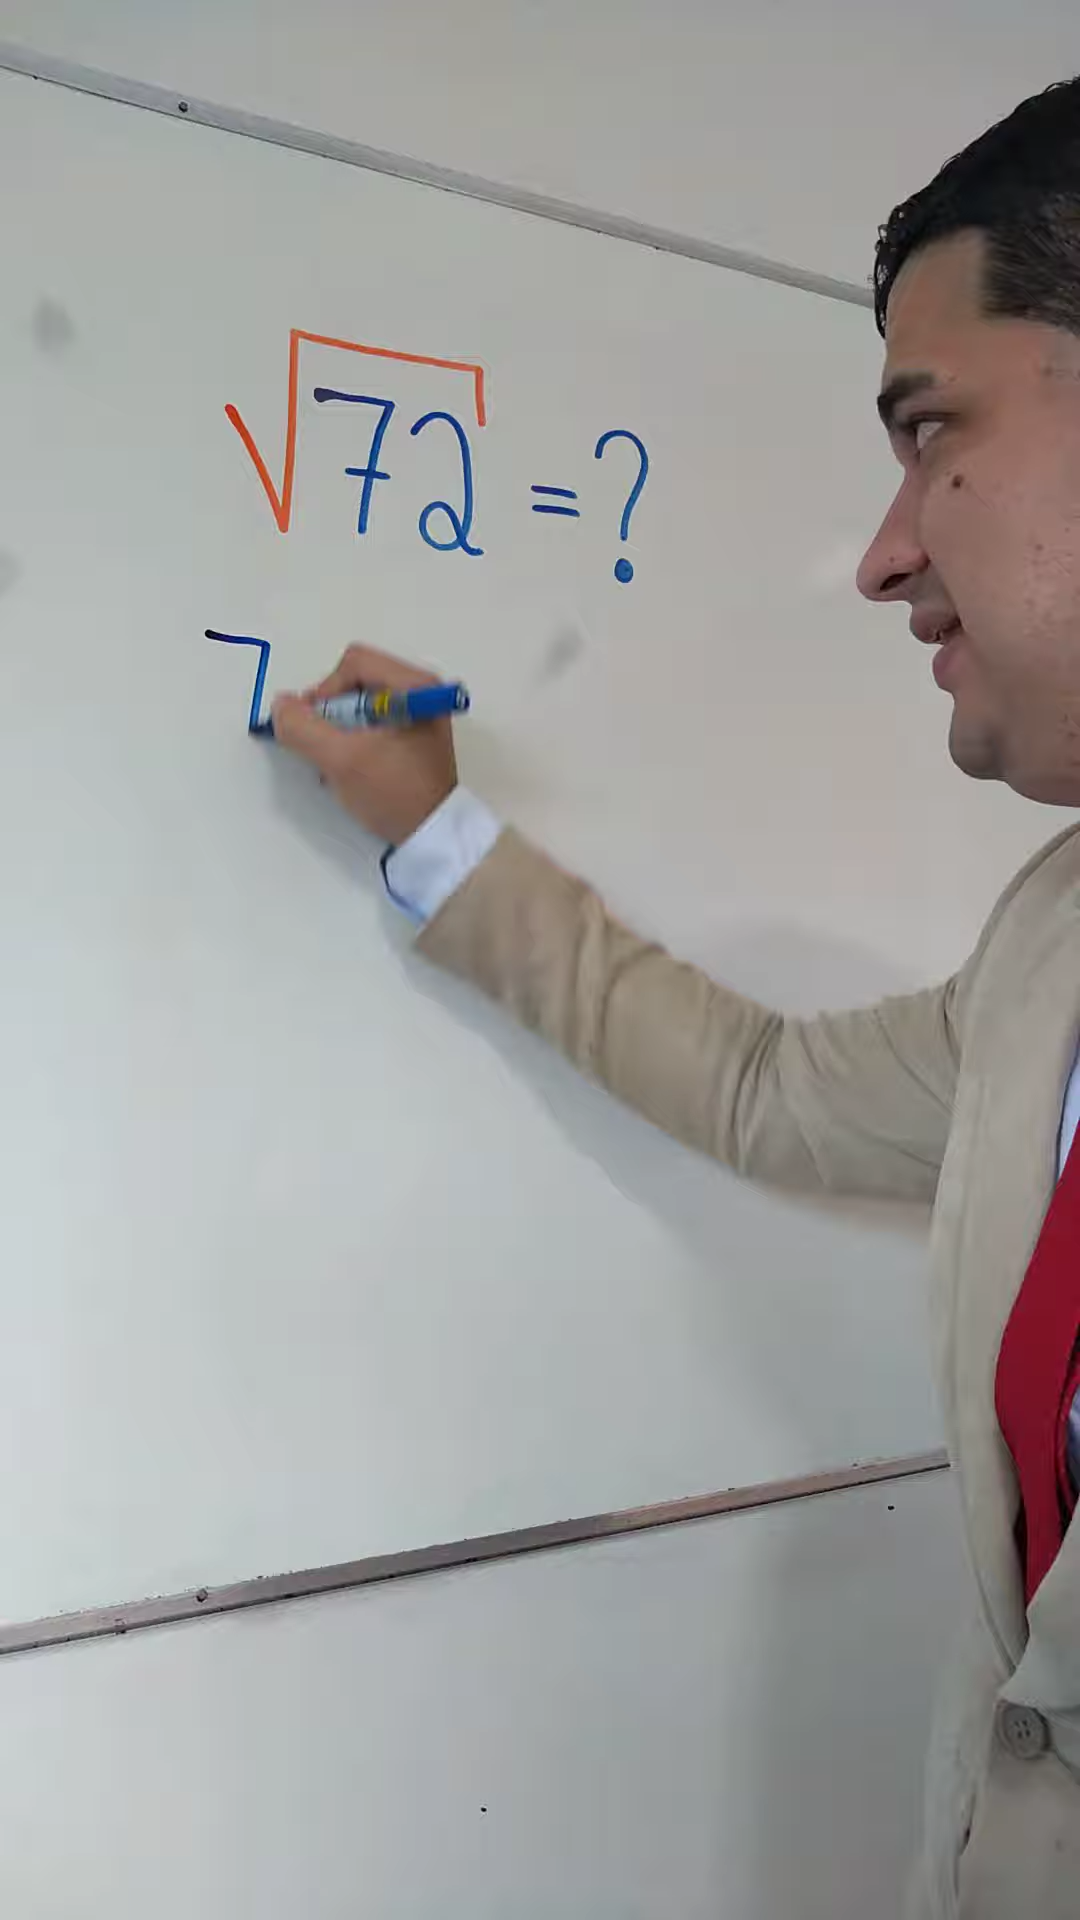 √72 = ?
7